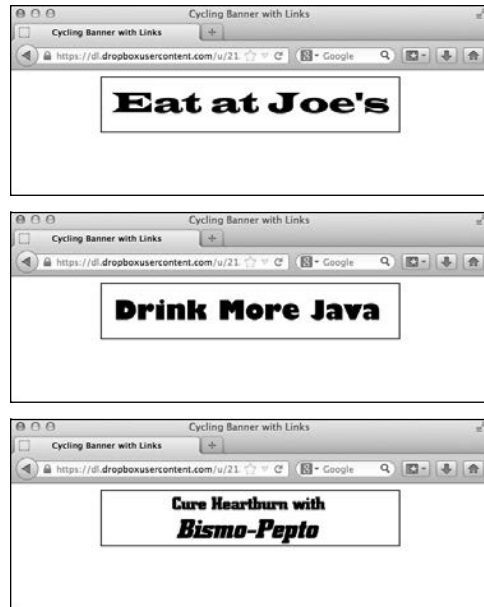 Cycling Banner with Links
Cycling Banner with Links
https://dl.dropboxusercontent.com/u/21
Google
Eat at Joe's
Cycling Banner with Links
Cycling Banner with Links
https://dl.dropboxusercontent.com/u/21
Google
Drink More Java
Cycling Banner with Links
Cycling Banner with Links
https://dl.dropboxusercontent.com/u/21
Google
Cure Heartburn with
Bismo-Pepto